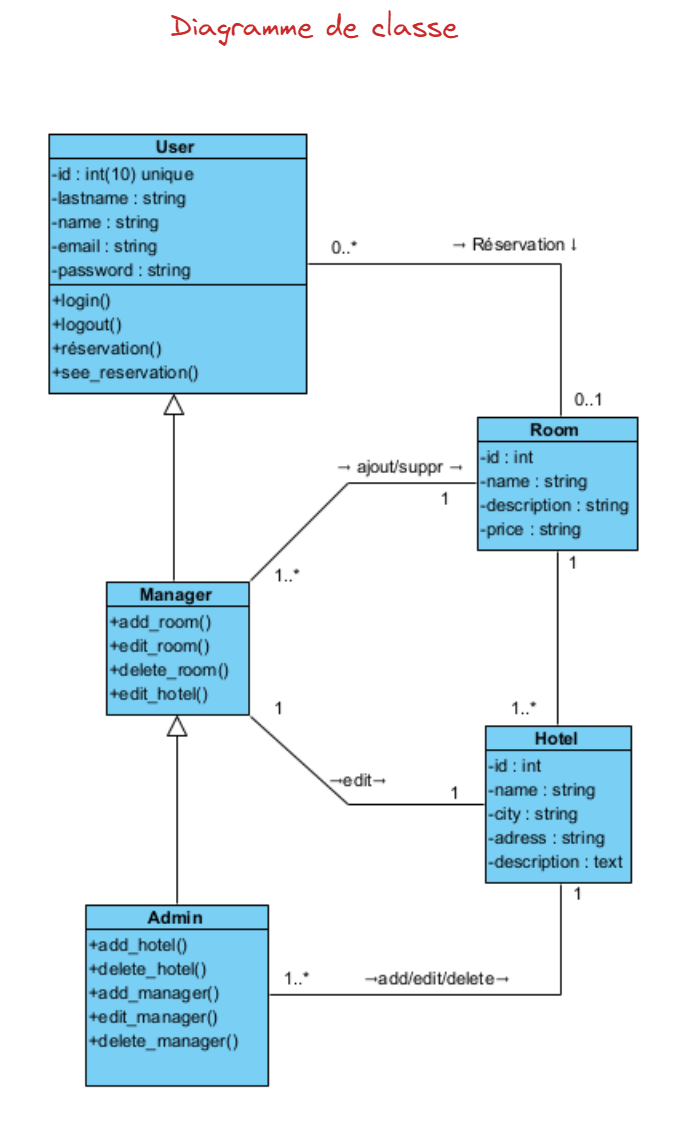 Diagramme de classe
User
-id : int(10) unique
-lastname : string
-name : string
-email : string
-password : string
+login()
+logout()
+réservation()
+see_reservation()
0..*
→ Réservation ↓
0..1
Room
-id : int
-name : string
-description : string
-price : string
→ ajout/suppr →
1
1..*
1
Manager
+add_room()
+edit_room()
+delete_room()
+edit_hotel()
1
1..*
Hotel
-id : int
-name : string
-city : string
-adress : string
-description : text
→edit→
1
1
Admin
+add_hotel()
+delete_hotel()
+add_manager()
+edit_manager()
+delete_manager()
1..*
→add/edit/delete→